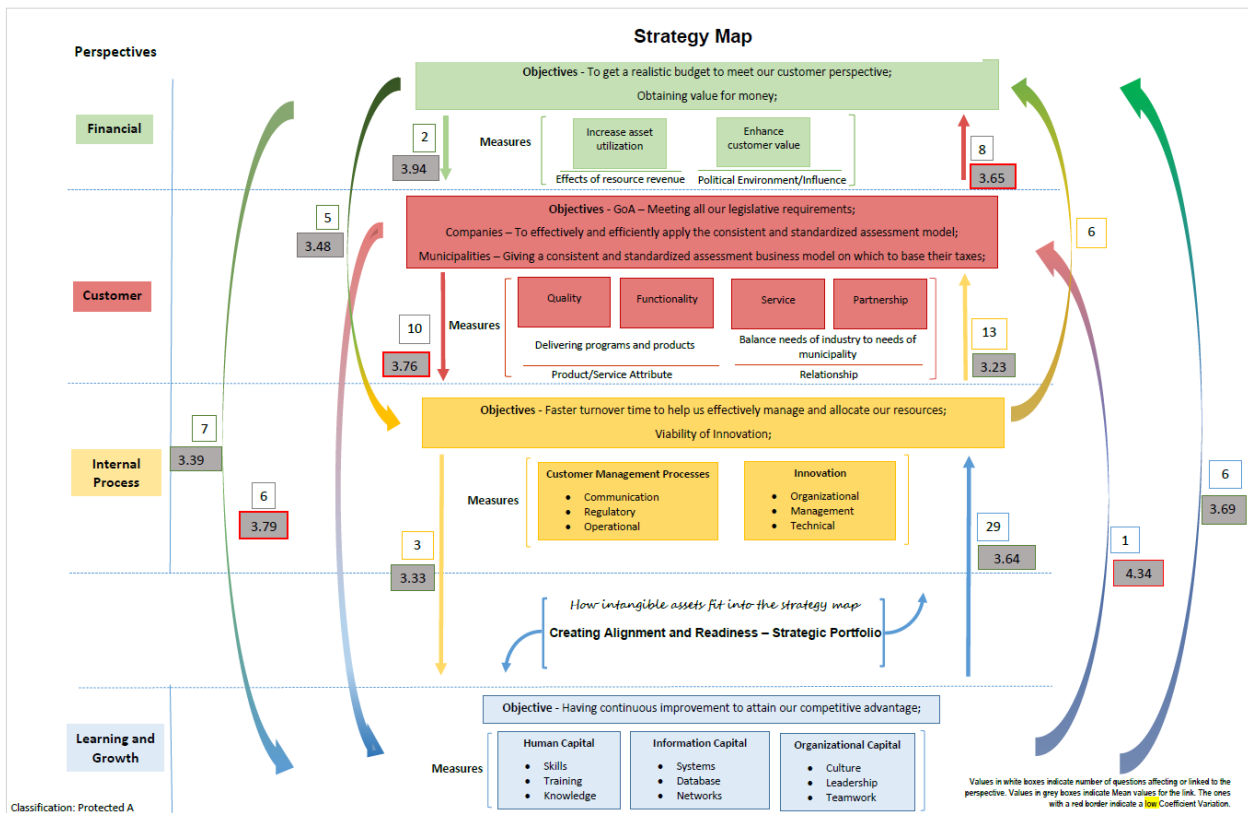 Strategy Map
Perspectives
Objectives - To get a realistic budget to meet our customer perspective;
Obtaining value for money;
Financial
2
3.94
Measures
Increase asset
utilization
Enhance
customer value
Effects of resource revenue
Political Environment/Influence
8
3.65
5
3.48
Objectives - GoA – Meeting all our legislative requirements;
Companies – To effectively and efficiently apply the consistent and standardized assessment model;
Municipalities – Giving a consistent and standardized assessment business model on which to base their taxes;
6
Customer
10
3.76
Measures
Quality
Functionality
Service
Partnership
Delivering programs and products
Balance needs of industry to needs of
municipality
Product/Service Attribute
Relationship
13
3.23
Objectives - Faster turnover time to help us effectively manage and allocate our resources;
Viability of Innovation;
7
3.39
Internal
Process
6
3.79
Measures
Customer Management Processes
• Communication
• Regulatory
• Operational
Innovation
• Organizational
• Management
• Technical
3
3.33
29
3.64
1
4.34
6
3.69
How intangible assets fit into the strategy map
Creating Alignment and Readiness – Strategic Portfolio
Objective - Having continuous improvement to attain our competitive advantage;
Learning and
Growth
Measures
Human Capital
• Skills
• Training
• Knowledge
Information Capital
• Systems
• Database
• Networks
Organizational Capital
• Culture
• Leadership
• Teamwork
Values in white boxes indicate number of questions affecting or linked to the
perspective. Values in grey boxes indicate Mean values for the link. The ones
with a red border indicate a low Coefficient Variation.
Classification: Protected A